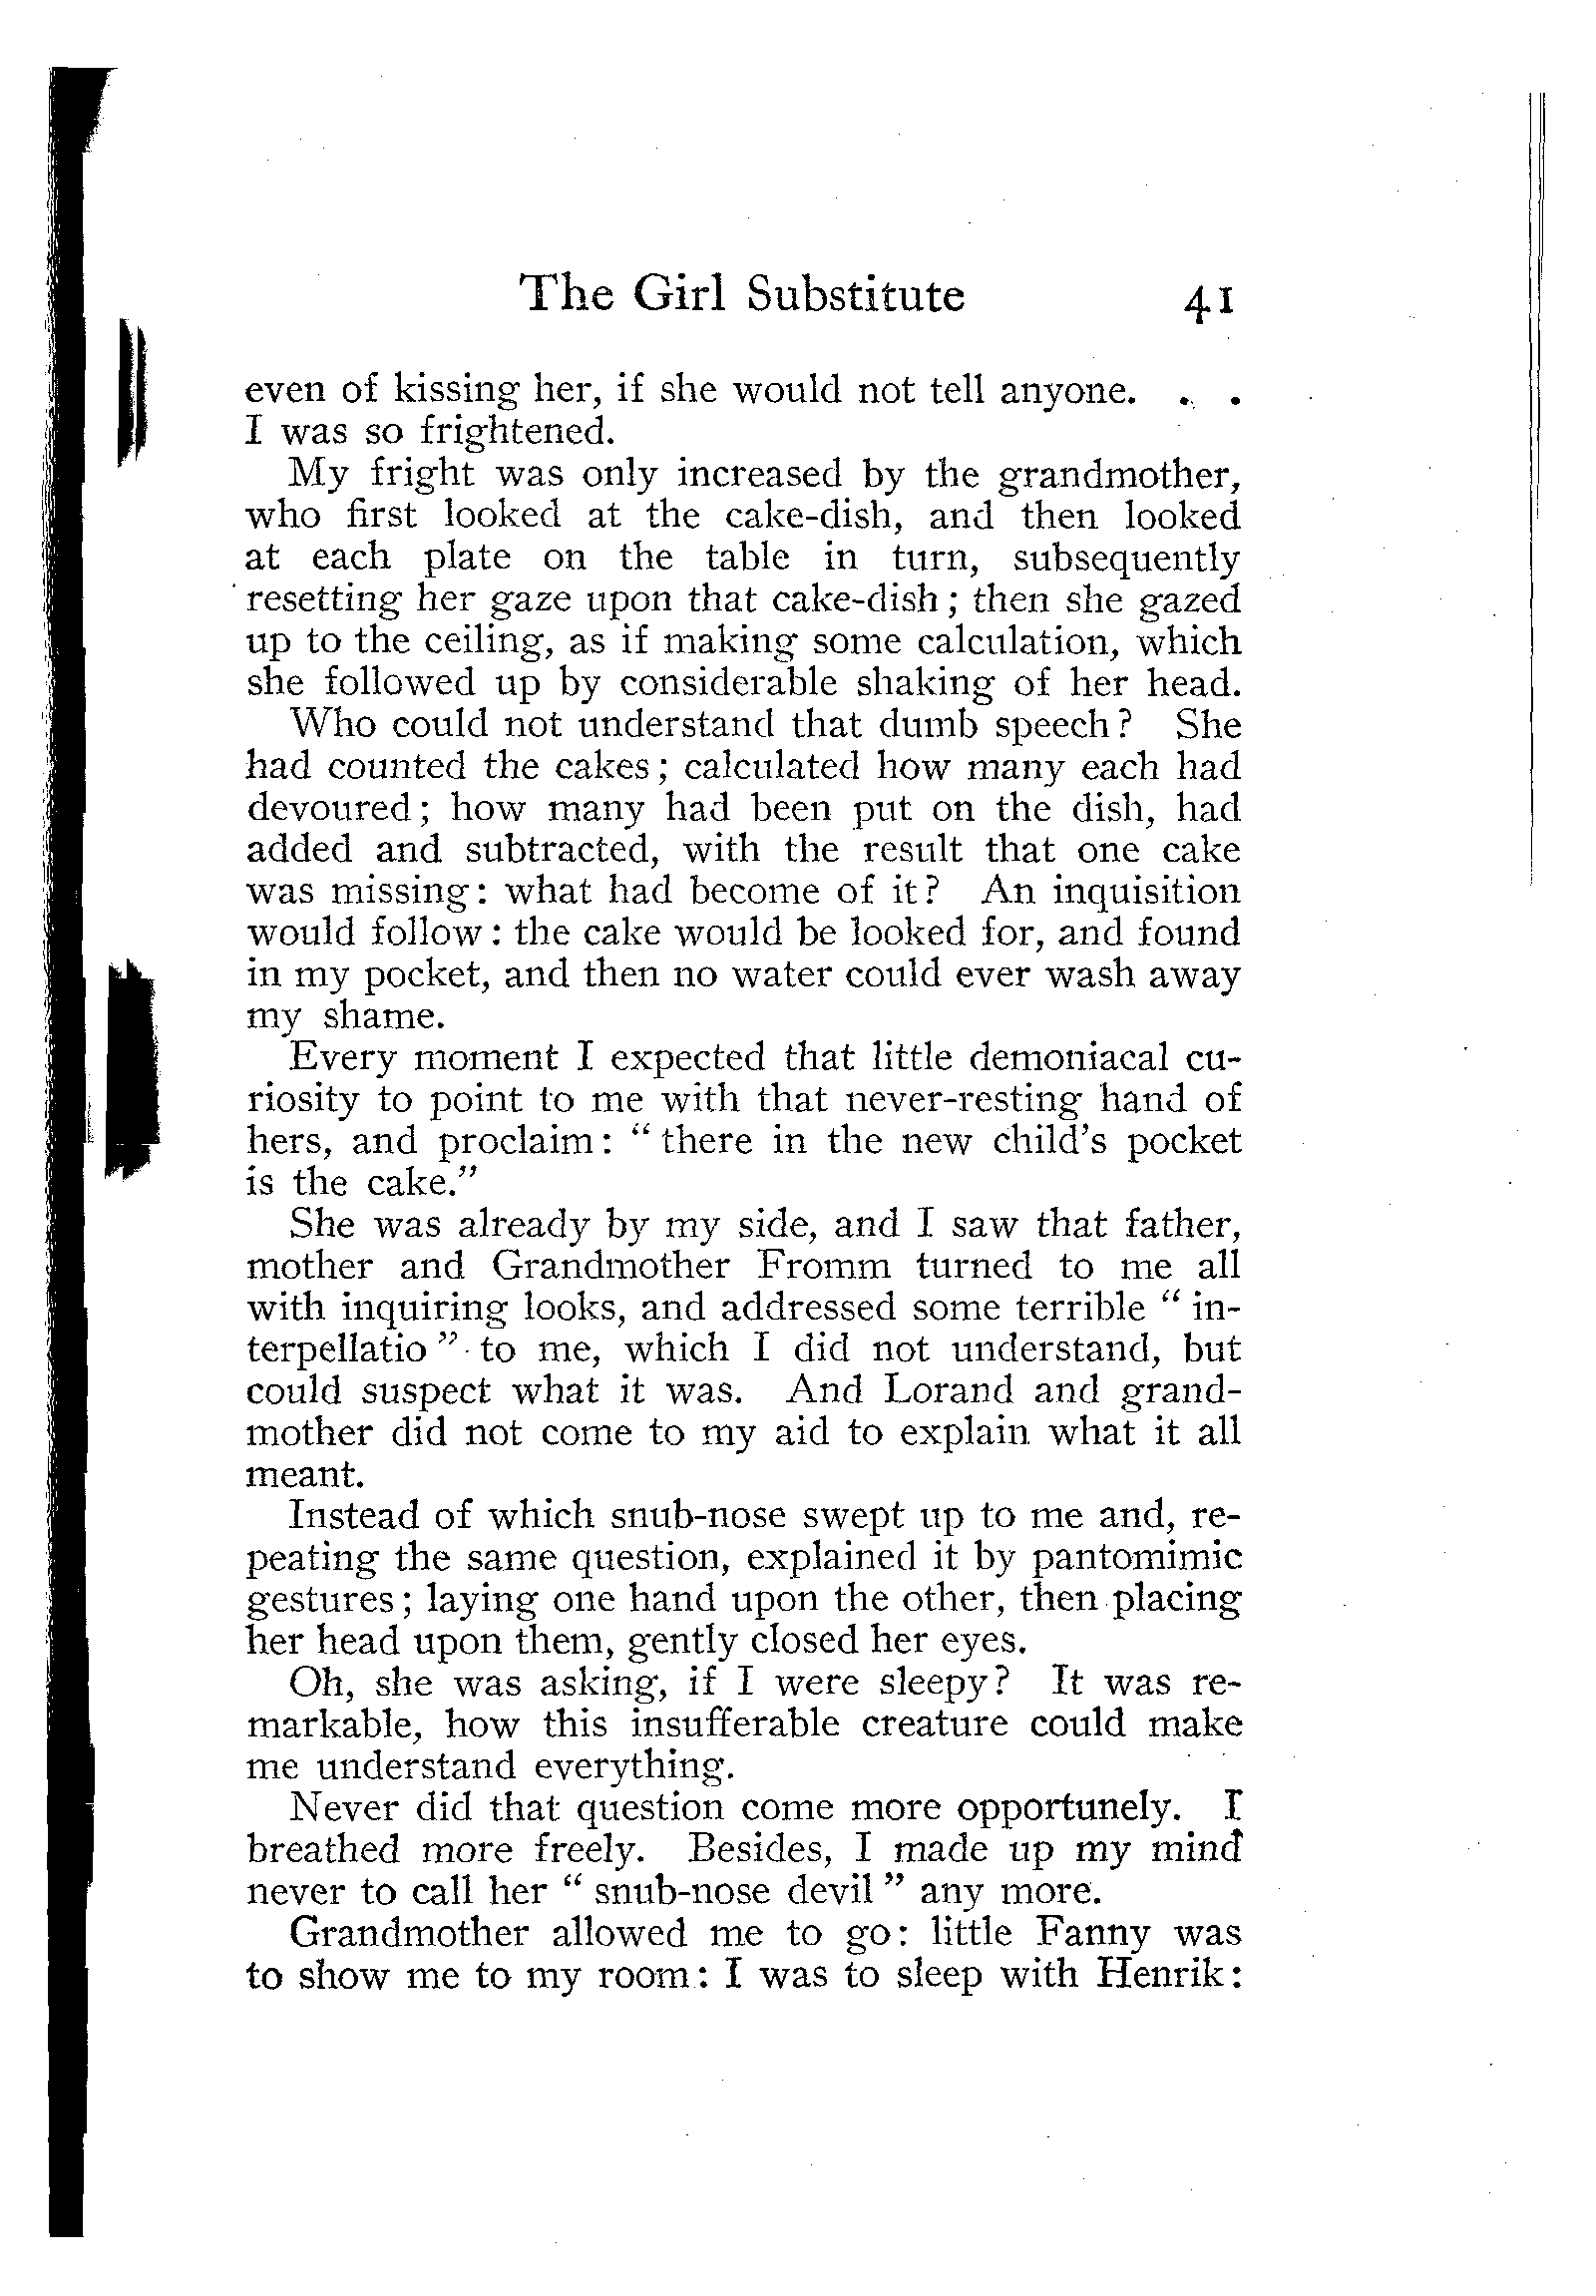 The Girl Substitute 41
even of kissing her, if she would not tell anyone. . .
I was so frightened.
My fright was only increased by the grandmother,
who first looked at the cake-dish, and then looked
at each plate on the table in turn, subsequently
resetting her gaze upon that cake-dish; then she gazed
up to the ceiling, as if making some calculation, which
she followed up by considerable shaking of her head.
Who could not understand that dumb speech? She
had counted the cakes; calculated how many each had
devoured; how many had been put on the dish, had
added and subtracted, with the result that one cake
was missing: what had become of it? An inquisition
would follow: the cake would be looked for, and found
in my pocket, and then no water could ever wash away
my shame.
Every moment I expected that little demoniacal cu-
riosity to point to me with that never-resting hand of
hers, and proclaim: "there in the new child's pocket
is the cake."
She was already by my side, and I saw that father,
mother and Grandmother Fromm turned to me all
with inquiring looks, and addressed some terrible "in-
terpellatio" to me, which I did not understand, but
could suspect what it was. And Lorand and grand-
mother did not come to my aid to explain what it all
meant.
Instead of which snub-nose swept up to me and, re-
peating the same question, explained it by pantomimic
gestures; laying one hand upon the other, then placing
her head upon them, gently closed her eyes.
Oh, she was asking, if I were sleepy? It was re-
markable, how this insufferable creature could make
me understand everything.
Never did that question come more opportunely. I
breathed more freely. Besides, I made up my mind
never to call her "snub-nose devil" any more.
Grandmother allowed me to go: little Fanny was
to show me to my room: I was to sleep with Henrik: